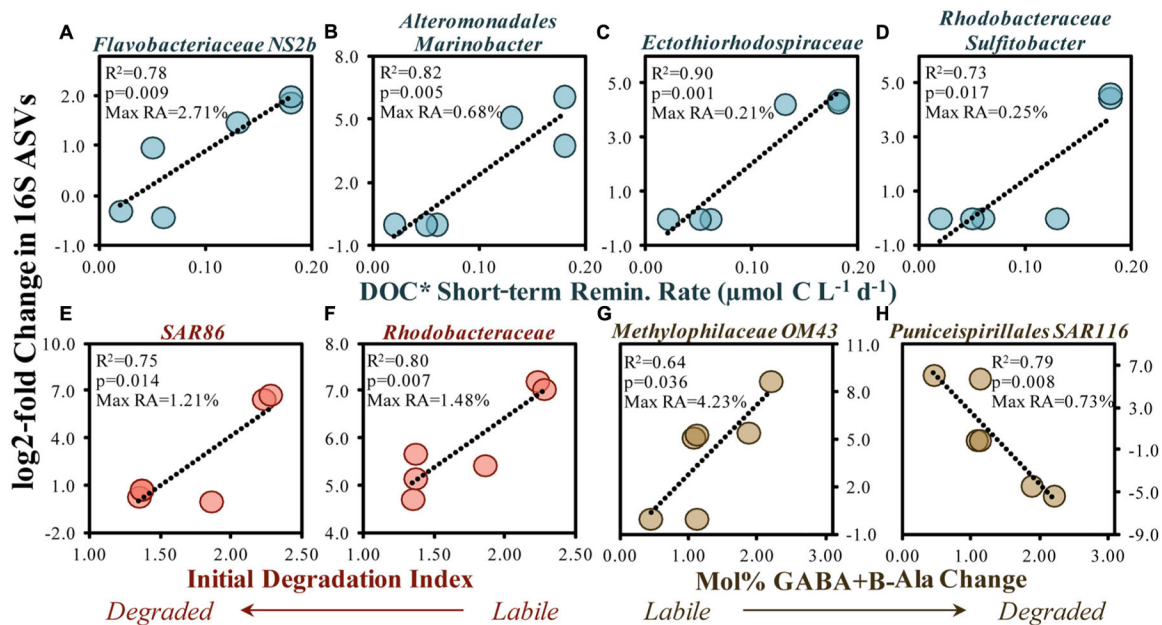 log2-fold Change in 16S ASVs
A
Flavobacteriaceae NS2b
R²=0.78
p=0.009
Max RA=2.71%
2.0
1.0
0.0
-1.0
0.00
0.10
0.20
B
Alteromonadales
Marinobacter
R²=0.82
p=0.005
Max RA=0.68%
8.0
5.0
2.0
-1.0
0.00
0.10
0.20
C
Ectothiorhodospiraceae
R²=0.90
p=0.001
Max RA=0.21%
5.0
3.0
1.0
-1.0
0.00
0.10
0.20
D
Rhodobacteraceae
Sulfitobacter
R²=0.73
p=0.017
Max RA=0.25%
5.0
3.0
1.0
-1.0
0.00
0.10
0.20
DOC* Short-term Remin. Rate (μmol C L⁻¹ d⁻¹)
E
SAR86
R²=0.75
p=0.014
Max RA=1.21%
10.0
7.0
4.0
1.0
-2.0
1.00
1.50
2.00
2.50
F
Rhodobacteraceae
R²=0.80
p=0.007
Max RA=1.48%
8.0
7.0
6.0
5.0
4.0
1.00
1.50
2.00
2.50
Initial Degradation Index
Degraded
Labile
G
Methylophilaceae OM43
R²=0.64
p=0.036
Max RA=4.23%
11.0
8.0
5.0
2.0
-1.0
0.00
1.00
2.00
3.00
H
Puniceispirillales SAR116
R²=0.79
p=0.008
Max RA=0.73%
7.0
3.0
-1.0
-5.0
-9.0
0.00
1.00
2.00
3.00
Mol% GABA+B-Ala Change
Labile
Degraded